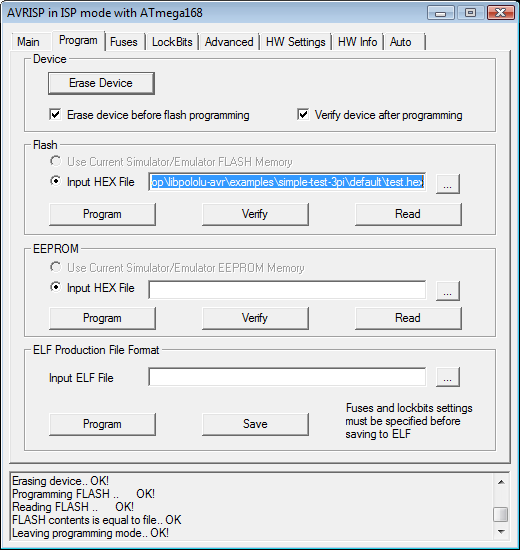 AVRISP in ISP mode with ATmega168
Main Program Fuses LockBits Advanced HW Settings HW Info Auto
Device
Erase Device
Erase device before flash programming Verify device after programming
Flash
Use Current Simulator/Emulator FLASH Memory
Input HEX File op\libpololu-avr\examples\simple-test-3pi\default\test.hex ...
Program Verify Read
EEPROM
Use Current Simulator/Emulator EEPROM Memory
Input HEX File ...
Program Verify Read
ELF Production File Format
Input ELF File ...
Program Save
Fuses and lockbits settings
must be specified before
saving to ELF
Erasing device.. OK!
Programming FLASH .. OK!
Reading FLASH .. OK!
FLASH contents is equal to file.. OK
Leaving programming mode.. OK!